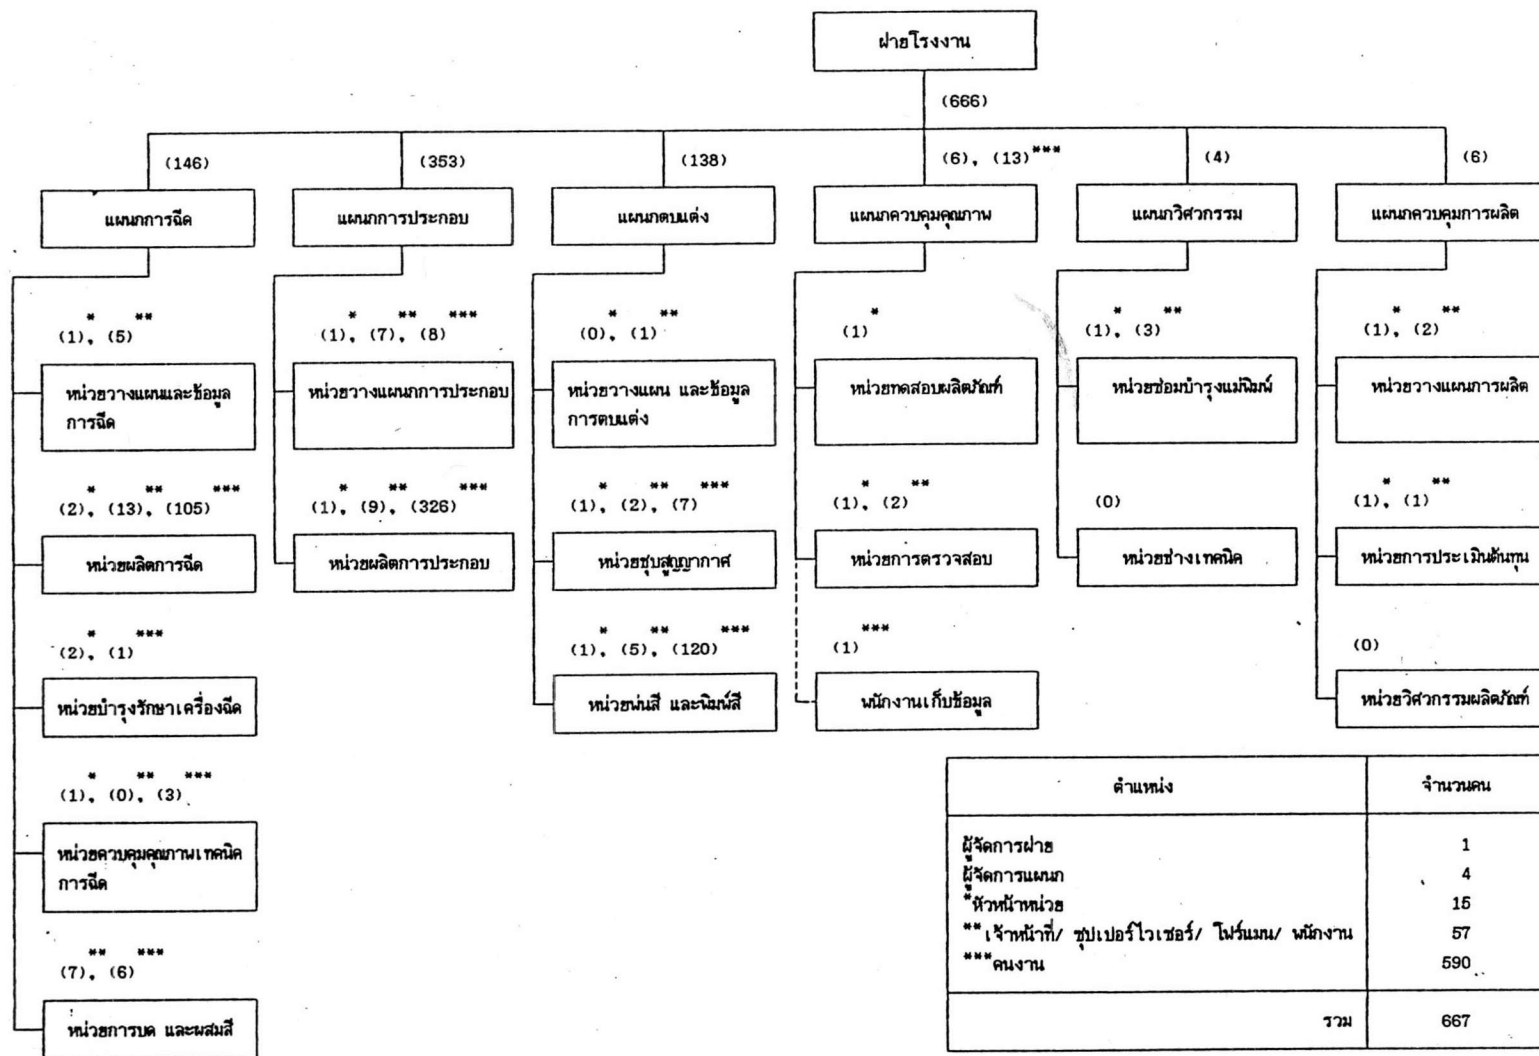 ฝ่ายโรงงาน
(666)
(146)
(353)
(138)
(6), (13)***
(4)
(6)
แผนกการฉีด
แผนกการประกอบ
แผนกตบแต่ง
แผนกควบคุมคุณภาพ
แผนกวิศวกรรม
แผนกควบคุมการผลิต
(1)*, (5)**
หน่วยวางแผนและข้อมูล
การฉีด
(2)*, (13)**, (105)***
หน่วยผลิตการฉีด
(2)*, (1)***
หน่วยบำรุงรักษาเครื่องฉีด
(1)*, (0)**, (3)***
หน่วยควบคุมคุณภาพเทคนิค
การฉีด
(7)**, (6)***
หน่วยการบด และผสมสี
(1)*, (7)**, (8)***
หน่วยวางแผนกการประกอบ
(1)*, (9)**, (326)***
หน่วยผลิตการประกอบ
(0)*, (1)**
หน่วยวางแผน และข้อมูล
การตบแต่ง
(1)*, (2)**, (7)***
หน่วยชุบสูญญากาศ
(1)*, (5)**, (120)***
หน่วยพ่นสี และพิมพ์สี
(1)*
หน่วยทดสอบผลิตภัณฑ์
(1)*, (2)**
หน่วยการตรวจสอบ
(1)***
พนักงานเก็บข้อมูล
(1)*, (3)**
หน่วยซ่อมบำรุงแม่พิมพ์
(0)
หน่วยช่างเทคนิค
(1)*, (2)**
หน่วยวางแผนการผลิต
(1)*, (1)**
หน่วยการประเมินต้นทุน
(0)
หน่วยวิศวกรรมผลิตภัณฑ์
ตำแหน่ง จำนวนคน
ผู้จัดการฝ่าย 1
ผู้จัดการแผนก 4
*หัวหน้าหน่วย 15
**เจ้าหน้าที่/ ซุปเปอร์ไวเซอร์/ โฟร์แมน/ พนักงาน 57
***คนงาน 590
รวม 667